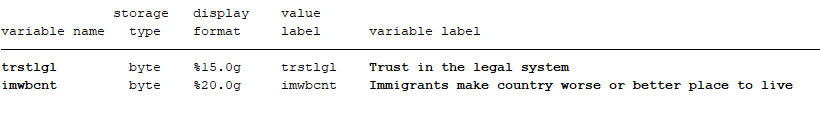 storage display value
variable name type format label variable label
trstlgl byte %15.0g trstlgl Trust in the legal system
imwbcnt byte %20.0g imwbcnt Immigrants make country worse or better place to live